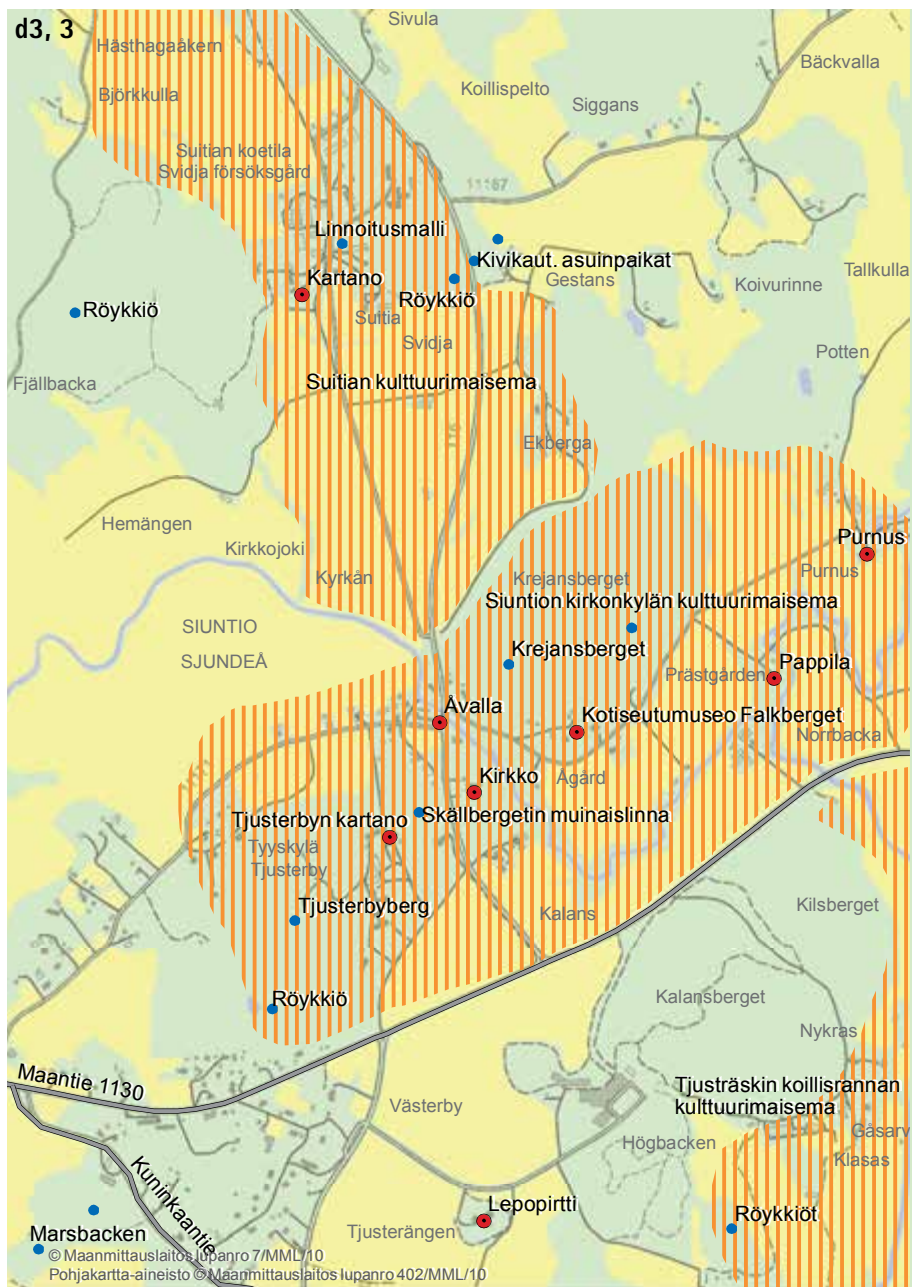 d3, 3
Sivula
Hästhagaåkern
Bäckvalla
Koillispelto
Björkkulla
Siggans
Suitian koetila
Svidja försöksgård
11187
Linnoitusmalli
Kivikaut. asuinpaikat
Kartano
Röykkiö
Gestans
Tallkulla
Koivurinne
Röykkiö
Suitia
Svidja
Potten
Fjällbacka
Suitian kulttuurimaisema
116
Ekberga
Hemängen
Purnus
Kirkkojoki
Purnus
Kyrkån
Krejansberget
Siuntion kirkonkylän kulttuurimaisema
SIUNTIO
SJUNDEÅ
Krejansberget
Pappila
Prästgården
Åvalla
Kotiseutumuseo Falkberget
Norrbacka
Kirkko
Ågård
Skällbergetin muinaislinna
Tjusterbyn kartano
Tyyskylä
Tjusterby
Tjusterbyberg
Kalans
Kilsberget
Röykkiö
Kalansberget
Nykras
Maantie 1130
Tjusträskin koillisrannan
kulttuurimaisema
Västerby
Gåsarv
Högbacken
Klasas
Kuninkaantie
Lepopirtti
Röykkiöt
Marsbacken
Tjusterängen
© Maanmittauslaitos lupanro 7/MML/10
Pohjakartta-aineisto © Maanmittauslaitos lupanro 402/MML/10